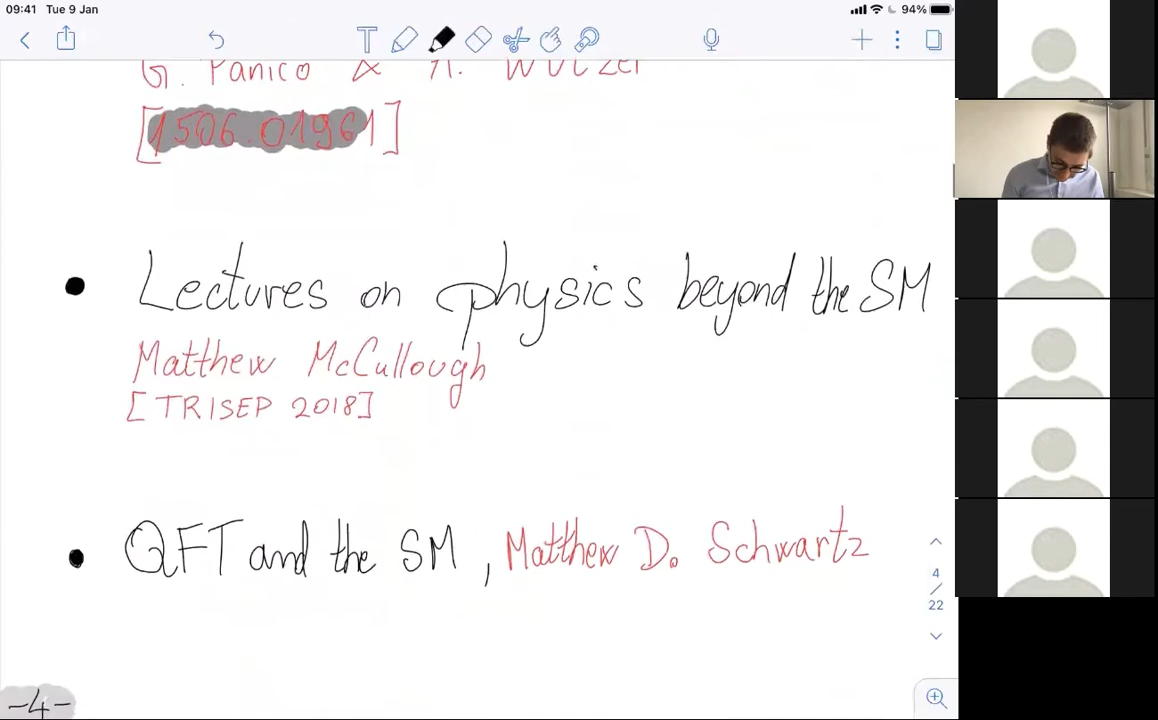 09:41 Tue 9 Jan
94%
G. Panico & A. Wulzer
[1506.01961]
• Lectures on physics beyond the SM
Matthew McCullough
[TRISEP 2018]
• QFT and the SM, Matthew D. Schwartz
4
/
22
-4-